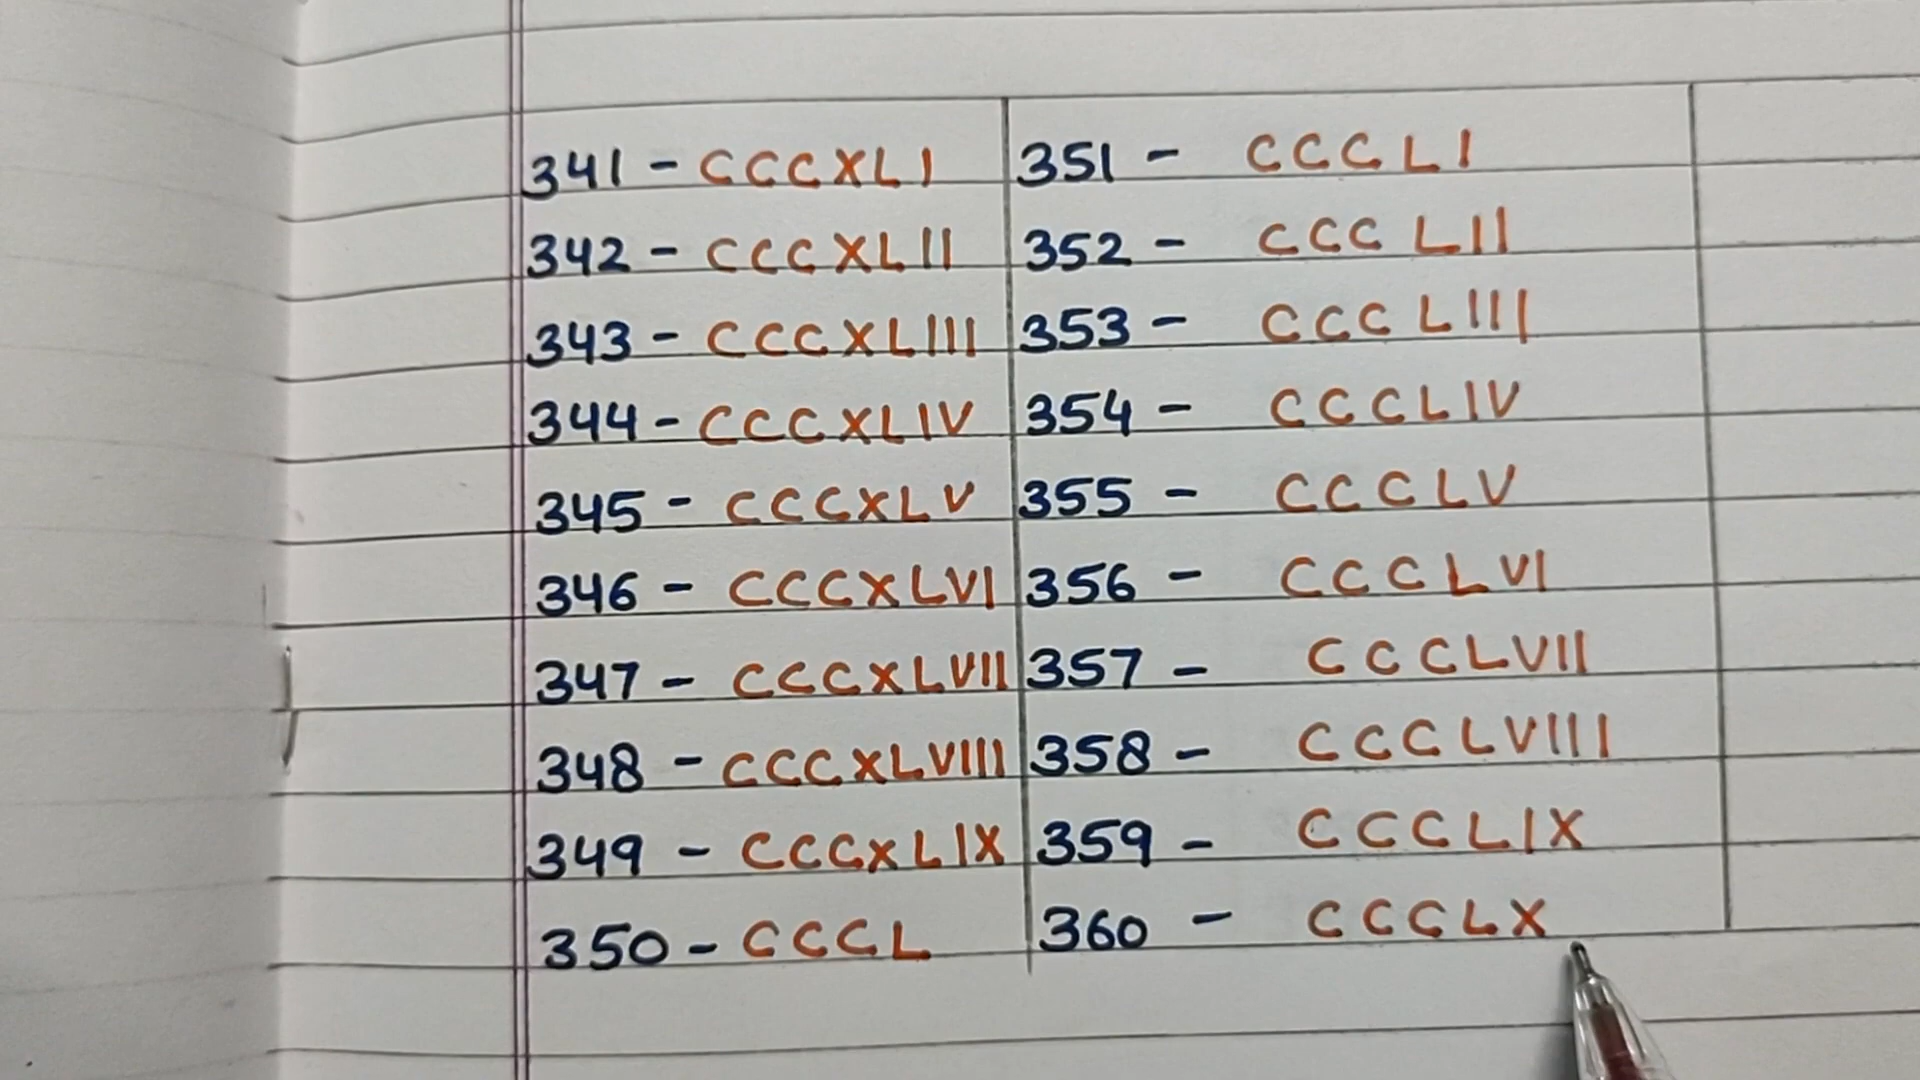 341 - CCCXLI
342 - CCCXLII
343 - CCCXLIII
344 - CCCXLIV
345 - CCCXLV
346 - CCCXLVI
347 - CCCXLVII
348 - CCCXLVIII
349 - CCCXLIX
350 - CCCL
351 - CCCLI
352 - CCCLII
353 - CCCLIII
354 - CCCLIV
355 - CCCLV
356 - CCCLVI
357 - CCCLVII
358 - CCCLVIII
359 - CCCLIX
360 - CCCLX